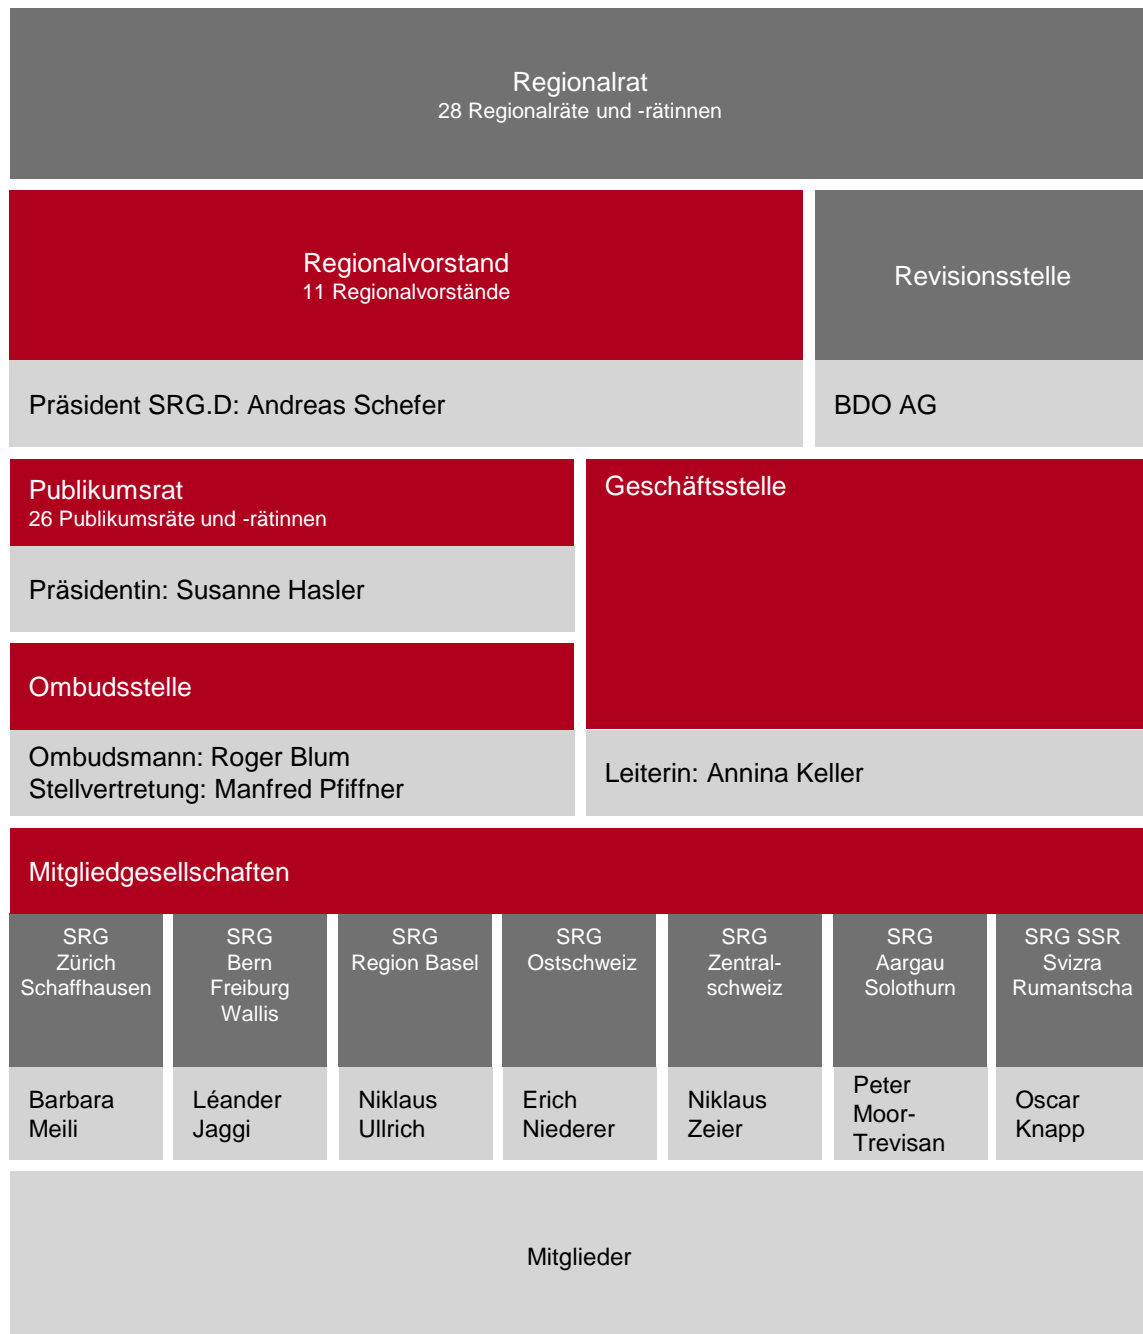 Regionalrat
28 Regionalräte und -rätinnen
Regionalvorstand
11 Regionalvorstände
Revisionsstelle
Präsident SRG.D: Andreas Schefer
BDO AG
Publikumsrat
26 Publikumsräte und -rätinnen
Präsidentin: Susanne Hasler
Geschäftsstelle
Ombudsstelle
Ombudsmann: Roger Blum
Stellvertretung: Manfred Pfiffner
Leiterin: Annina Keller
Mitgliedgesellschaften
SRG
Zürich
Schaffhausen
SRG
Bern
Freiburg
Wallis
SRG
Region Basel
SRG
Ostschweiz
SRG
Zentral-
schweiz
SRG
Aargau
Solothurn
SRG SSR
Svizra
Rumantscha
Barbara
Meili
Léander
Jaggi
Niklaus
Ullrich
Erich
Niederer
Niklaus
Zeier
Peter
Moor-
Trevisan
Oscar
Knapp
Mitglieder